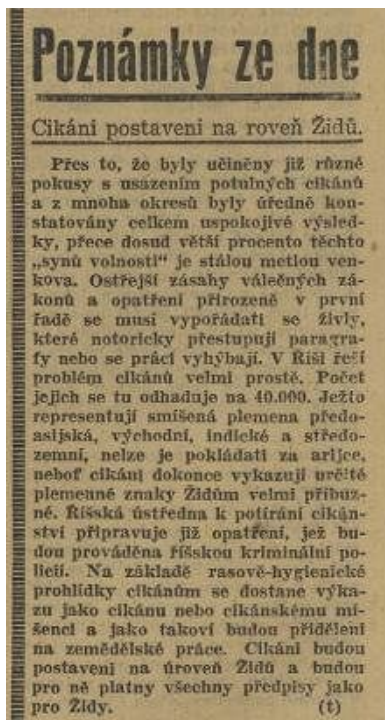 Poznámky ze dne
Cikáni postaveni na roveň Židů.
Přes to, že byly učiněny již různé
pokusy s usazením potulných cikánů
a z mnoha okresů byly úředně kon-
statovány celkem uspokojivé výsled-
ky, přece dosud větší procento těchto
„synů volnosti“ je stálou metlou ven-
kova. Ostřejší zásahy válečných zá-
konů a opatření přirozeně v první
řadě se musí vypořádati se živly,
které notoricky přestupují paragra-
fy nebo se práci vyhýbají. V Říši řeší
problém cikánů velmi prostě. Počet
jejich se tu odhaduje na 40.000. Ježto
representují smíšená plemena předo-
asijská, východní, indické a středo-
zemní, nelze je pokládati za arijce,
neboť cikáni dokonce vykazují určité
plemenné znaky Židům velmi příbuz-
né. Říšská ústředna k potírání cikán-
ství připravuje již opatření, jež bu-
dou prováděna říšskou kriminální po-
licií. Na základě rasově-hygienické
prohlídky cikánům se dostane výka-
zu jako cikánu nebo cikánskému mí-
šenci a jako takoví budou přiděleni
na zemědělské práce. Cikáni budou
postaveni na úroveň Židů a budou
pro ně platny všechny předpisy jako
pro Židy. (t)